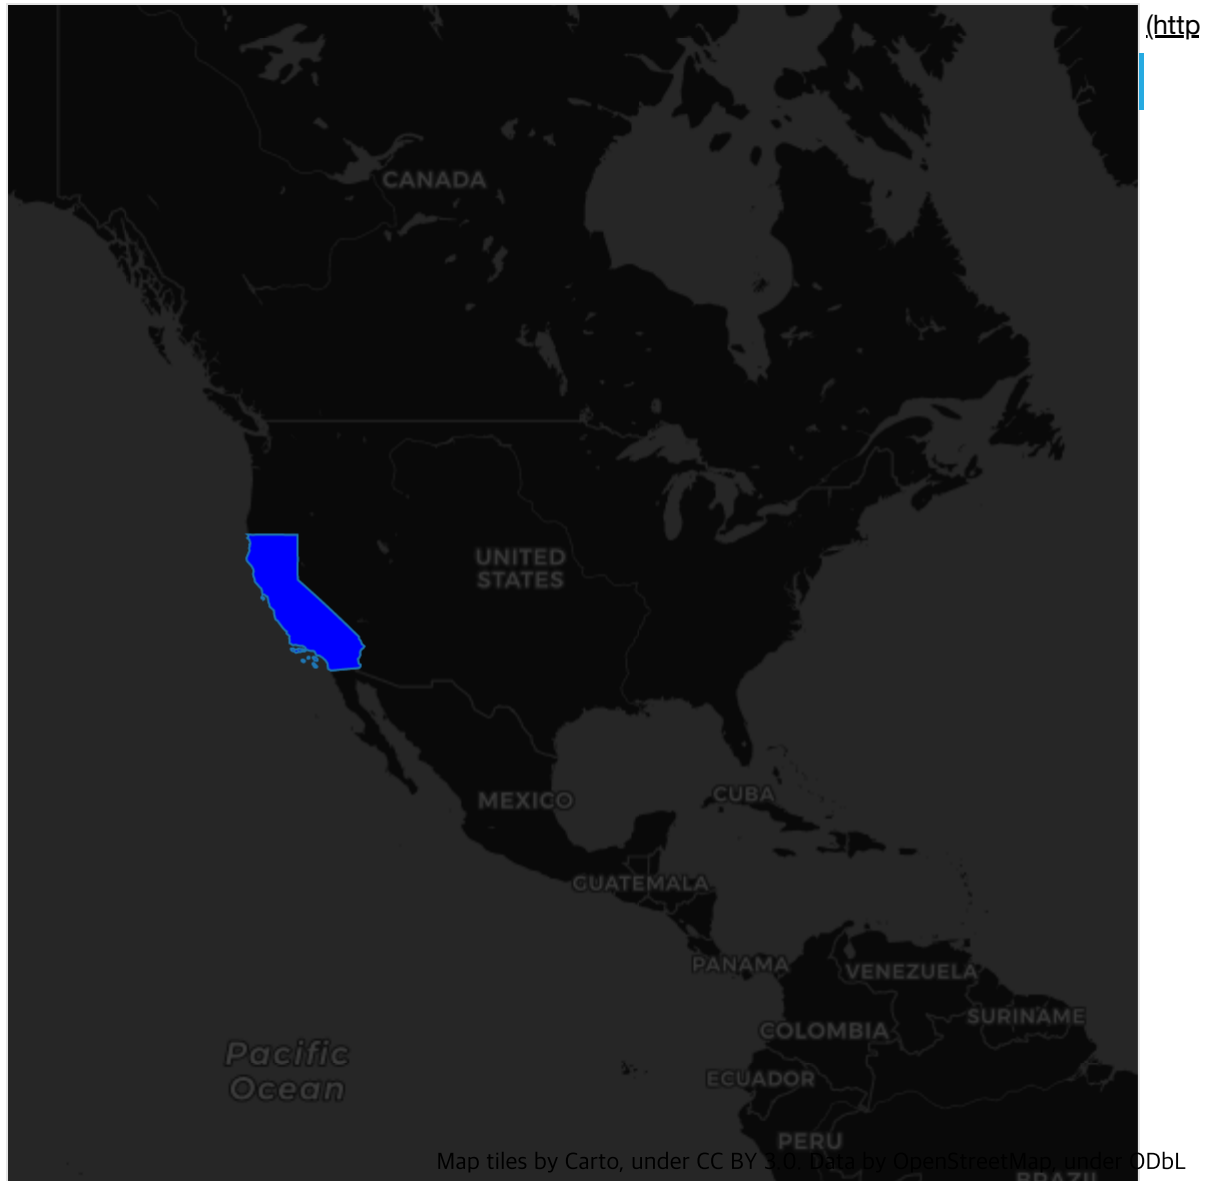 (http
CANADA
UNITED
STATES
MEXICO
CUBA
GUATEMALA
PANAMA
VENEZUELA
SURINAME
COLOMBIA
Pacific
Ocean
ECUADOR
PERU
Map tiles by Carto, under CC BY 3.0. Data by OpenStreetMap, under ODbL
BRAZIL